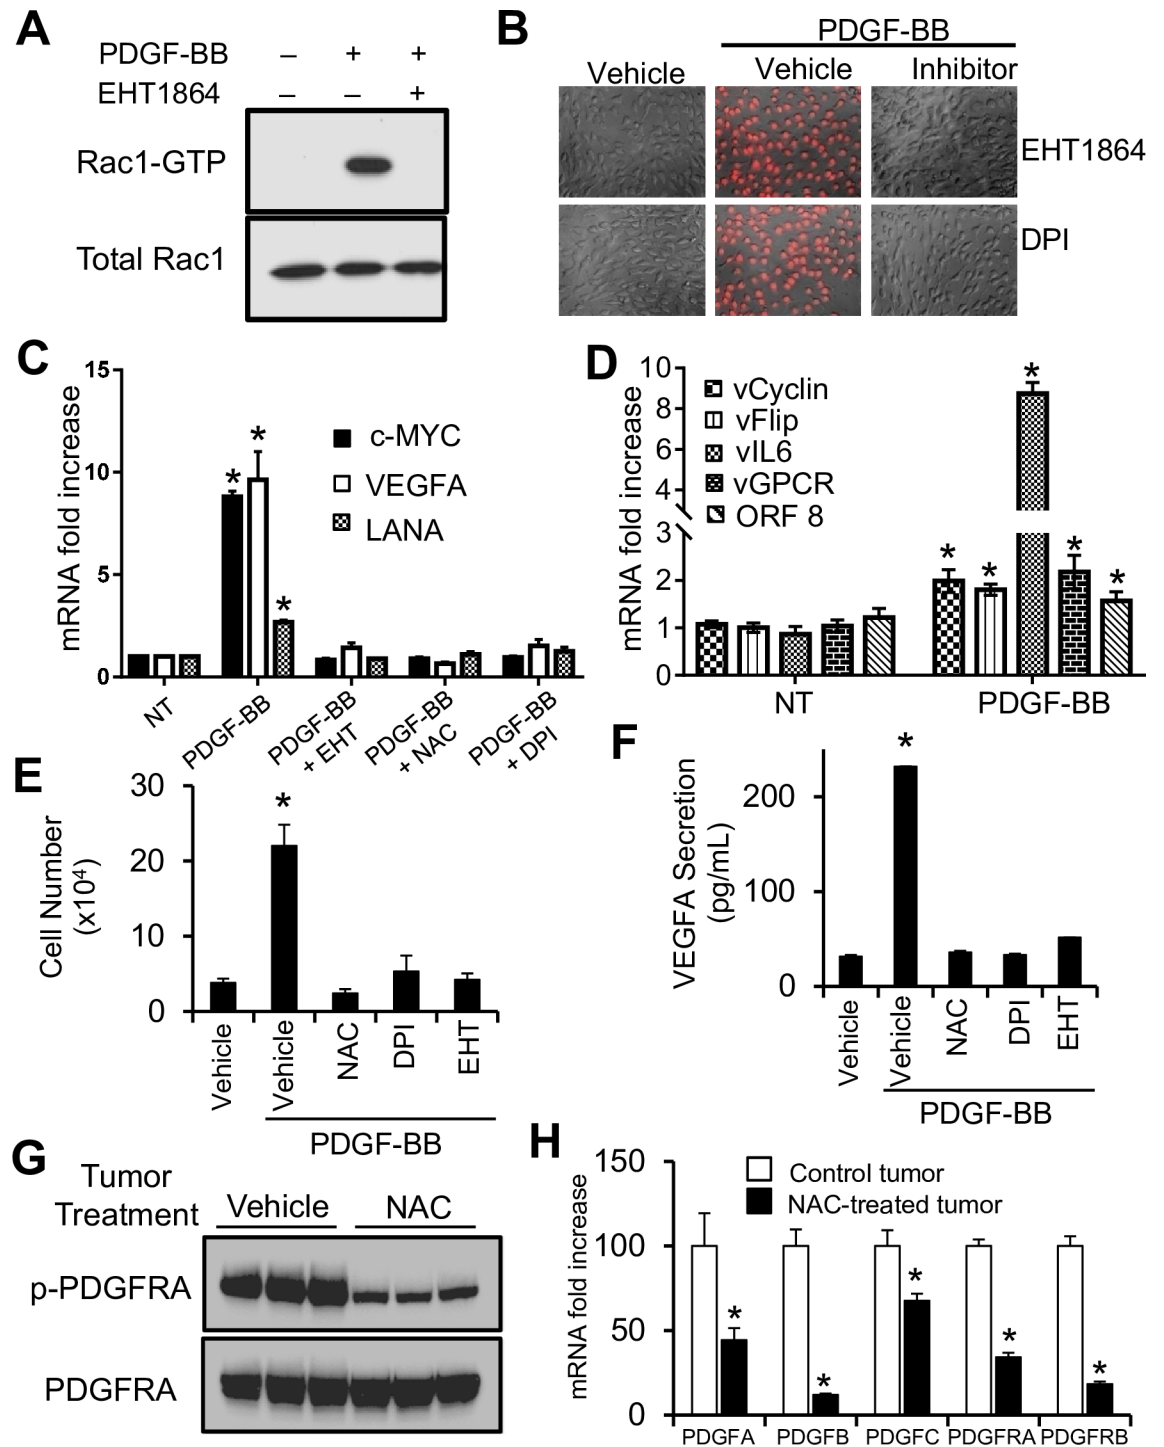 A
PDGF-BB – + +
EHT1864 – – +
Rac1-GTP
Total Rac1
B
PDGF-BB
Vehicle Vehicle Inhibitor
EHT1864
DPI
C
mRNA fold increase
15
10
5
0
* * *
c-MYC
VEGFA
LANA
NT
PDGF-BB
PDGF-BB
+ EHT
PDGF-BB
+ NAC
PDGF-BB
+ DPI
D
mRNA fold increase
10
8
6
4
3
2
1
0
vCyclin
vFlip
vIL6
vGPCR
ORF 8
* * * * *
NT PDGF-BB
E
Cell Number
(x10⁴)
30
20
10
0
*
Vehicle Vehicle NAC DPI EHT
PDGF-BB
F
VEGFA Secretion
(pg/mL)
200
100
0
*
Vehicle Vehicle NAC DPI EHT
PDGF-BB
G
Tumor
Treatment
Vehicle NAC
p-PDGFRA
PDGFRA
H
mRNA fold increase
150
100
50
0
Control tumor
NAC-treated tumor
* * * * *
PDGFA PDGFB PDGFC PDGFRA PDGFRB